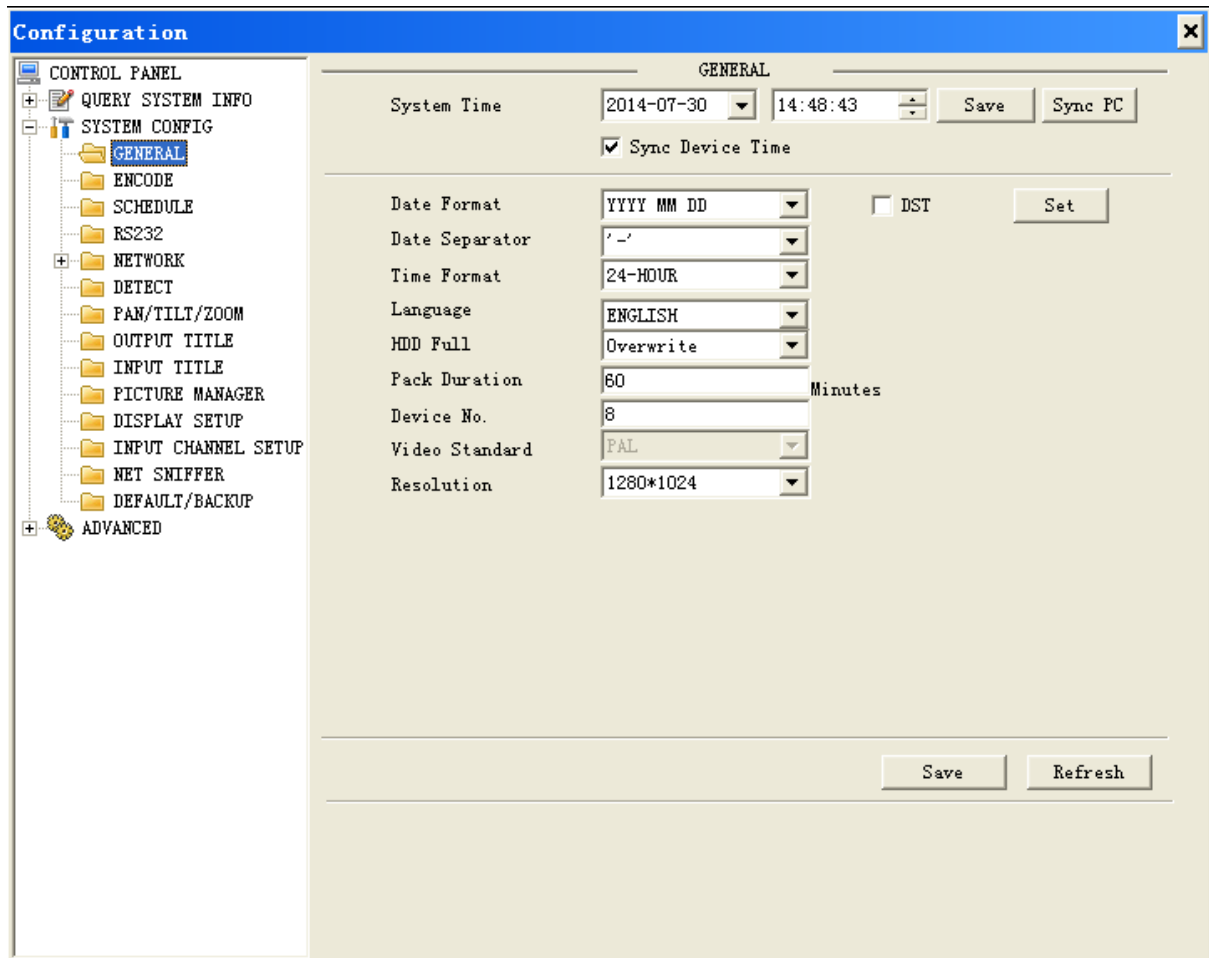 Configuration
CONTROL PANEL
QUERY SYSTEM INFO
SYSTEM CONFIG
GENERAL
ENCODE
SCHEDULE
RS232
NETWORK
DETECT
PAN/TILT/ZOOM
OUTPUT TITLE
INPUT TITLE
PICTURE MANAGER
DISPLAY SETUP
INPUT CHANNEL SETUP
NET SNIFFER
DEFAULT/BACKUP
ADVANCED
GENERAL
System Time 2014-07-30 14:48:43 Save Sync PC
Sync Device Time
Date Format YYYY MM DD DST Set
Date Separator '-'
Time Format 24-HOUR
Language ENGLISH
HDD Full Overwrite
Pack Duration 60 Minutes
Device No. 8
Video Standard PAL
Resolution 1280*1024
Save Refresh